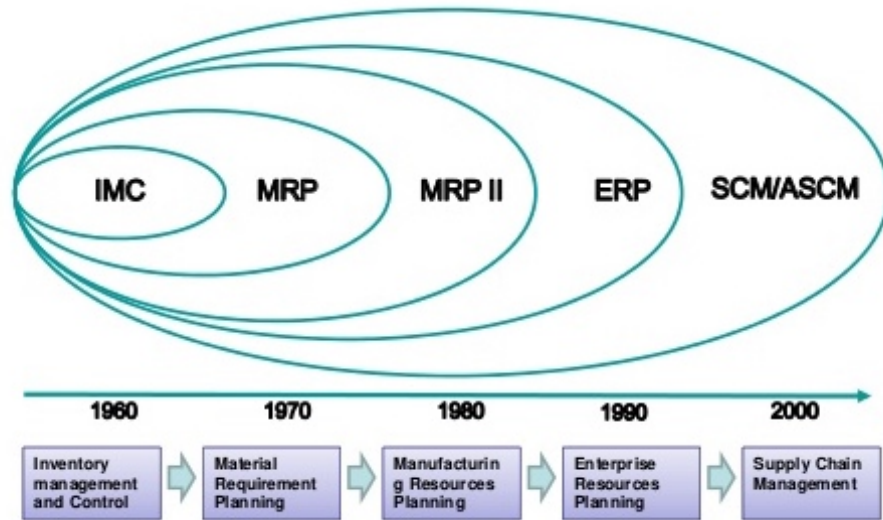 IMC MRP MRP II ERP SCM/ASCM
1960 1970 1980 1990 2000
Inventory
management
and Control
Material
Requirement
Planning
Manufacturin
g Resources
Planning
Enterprise
Resources
Planning
Supply Chain
Management